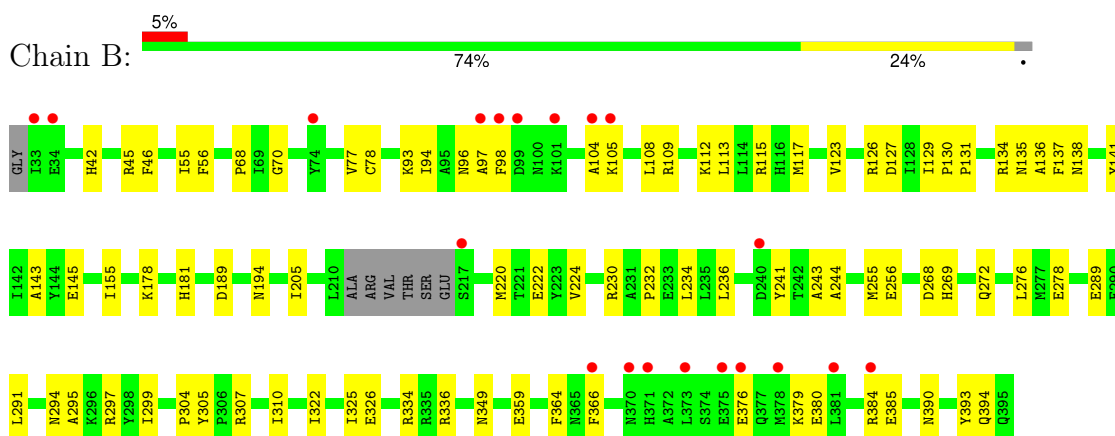 5%
Chain B:
74% 24% •
GLY I33 E34 H42 R45 F46 I55 F56 P68 I69 G70 Y74 V77 C78 K93 I94 A95 N96 A97 F98 D99 N100 K101 A104 K105 L108 R109 K112 L113 L114 R115 H116 M117 V123 R126 D127 I128 I129 P130 P131 R134 N135 A136 F137 N138 Y141
I142 A143 Y144 E145 I155 K178 H181 D189 N194 I205 L210 ALA ARG VAL THR SER GLU S217 M220 T221 E222 Y223 V224 R230 A231 P232 E233 L234 L235 L236 D240 Y241 T242 A243 A244 M255 E256 D268 H269 Q272 L276 M277 E278 E289 F290
L291 N294 A295 K296 R297 Y298 I299 P304 Y305 P306 R307 I310 I322 I325 E326 R334 R335 R336 N349 E359 F364 N365 F366 N370 H371 A372 L373 S374 E375 E376 Q377 M378 K379 E380 L381 R384 E385 N390 Y393 Q394 Q395